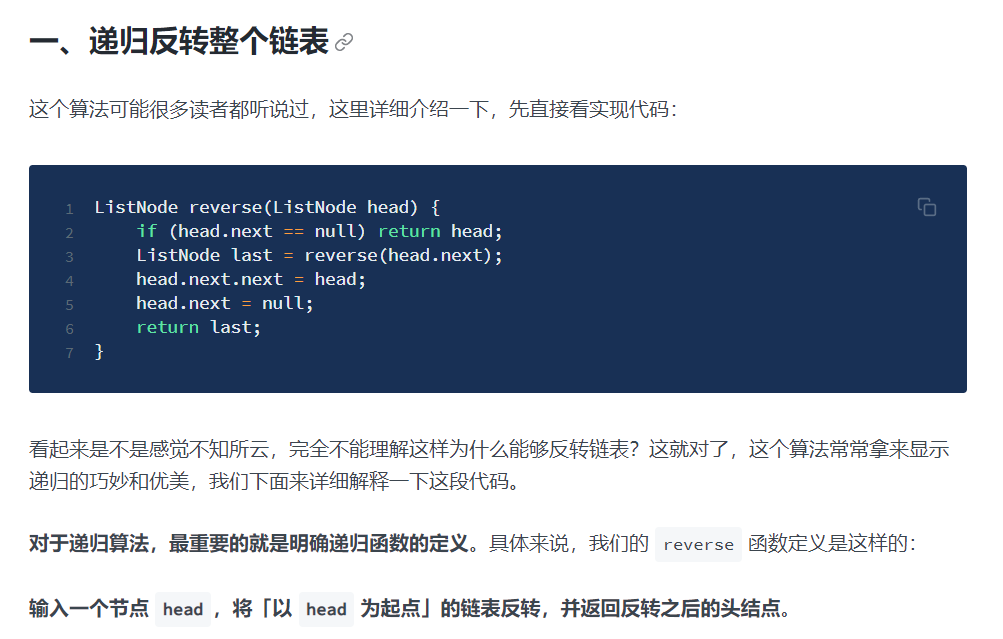 一、递归反转整个链表
这个算法可能很多读者都听说过，这里详细介绍一下，先直接看实现代码：
1 ListNode reverse(ListNode head) {
2     if (head.next == null) return head;
3     ListNode last = reverse(head.next);
4     head.next.next = head;
5     head.next = null;
6     return last;
7 }
看起来是不是感觉不知所云，完全不能理解这样为什么能够反转链表？这就对了，这个算法常常拿来显示
递归的巧妙和优美，我们下面来详细解释一下这段代码。
对于递归算法，最重要的就是明确递归函数的定义。具体来说，我们的 reverse 函数定义是这样的：
输入一个节点 head ，将「以 head 为起点」的链表反转，并返回反转之后的头结点。